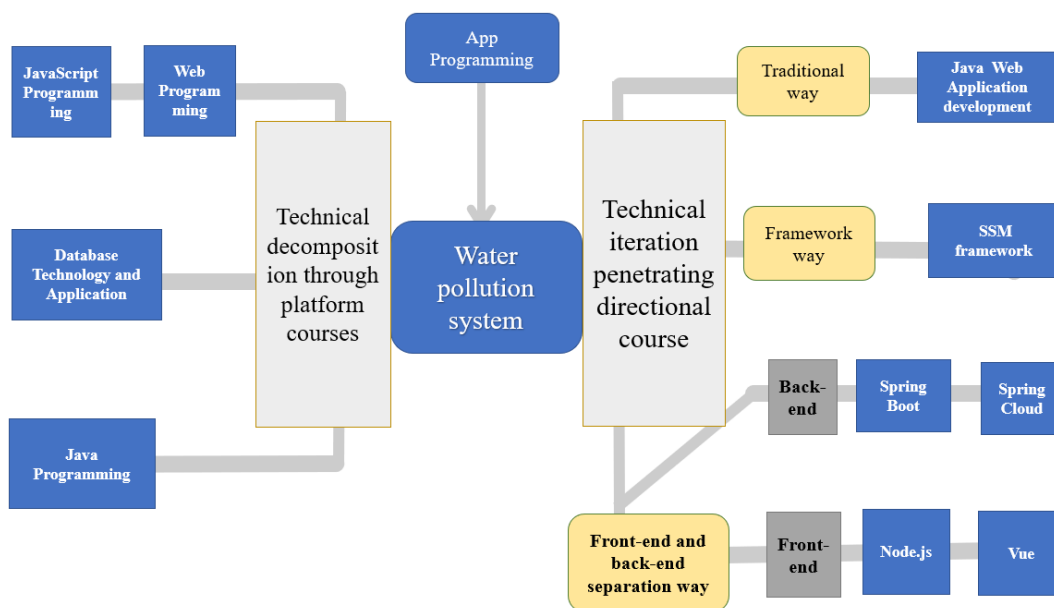 JavaScript
Programm
ing
Web
Program
ming
App
Programming
Traditional
way
Java Web
Application
development
Technical
decomposit
ion through
platform
courses
Water
pollution
system
Technical
iteration
penetrating
directional
course
Database
Technology and
Application
Framework
way
SSM
framework
Java
Programming
Back-
end
Spring
Boot
Spring
Cloud
Front-end and
back-end
separation way
Front-
end
Node.js
Vue